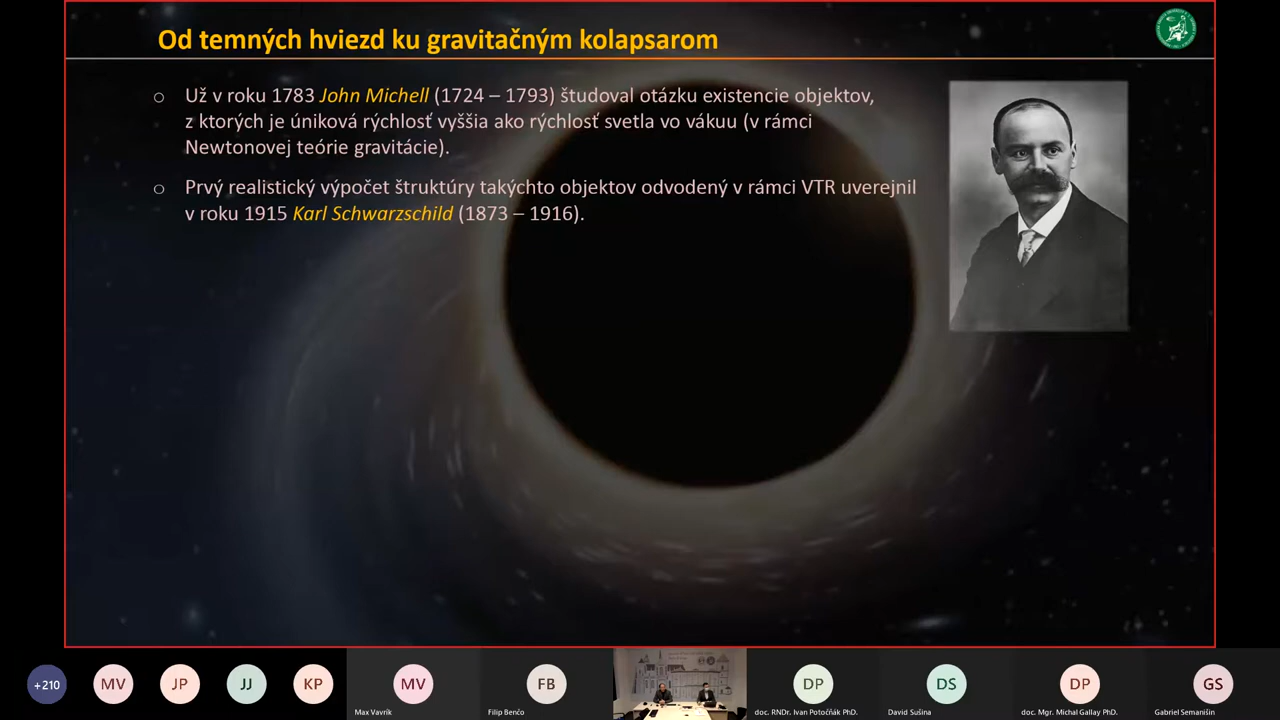 Od temných hviezd ku gravitačným kolapsarom
o Už v roku 1783 John Michell (1724 – 1793) študoval otázku existencie objektov,
z ktorých je úniková rýchlosť vyššia ako rýchlosť svetla vo vákuu (v rámci
Newtonovej teórie gravitácie).
o Prvý realistický výpočet štruktúry takýchto objektov odvodený v rámci VTR uverejnil
v roku 1915 Karl Schwarzschild (1873 – 1916).
+210
MV
JP
JJ
KP
MV
FB
DP
DS
DP
GS
Max Vavrík
Filip Benčo
doc. RNDr. Ivan Potočňák PhD.
David Sušina
doc. Mgr. Michal Gallay PhD.
Gabriel Semanišin